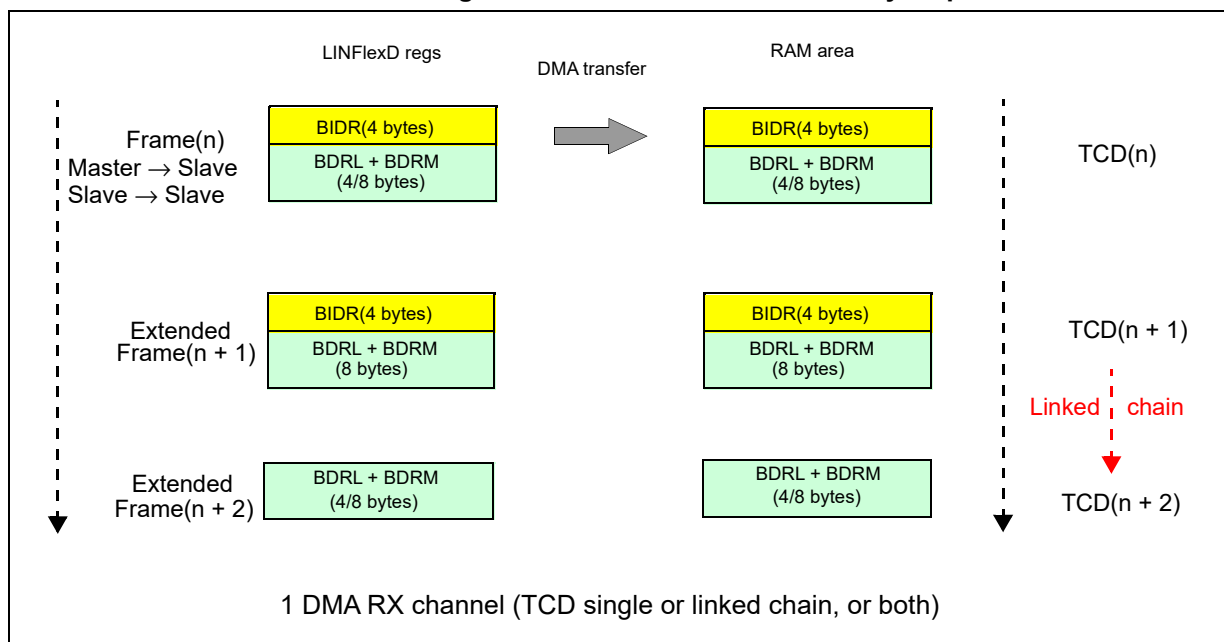 LINFlexD regs
DMA transfer
RAM area
Frame(n)
Master → Slave
Slave → Slave
BIDR(4 bytes)
BDRL + BDRM
(4/8 bytes)
BIDR(4 bytes)
BDRL + BDRM
(4/8 bytes)
TCD(n)
Extended
Frame(n + 1)
BIDR(4 bytes)
BDRL + BDRM
(8 bytes)
BIDR(4 bytes)
BDRL + BDRM
(8 bytes)
TCD(n + 1)
Linked chain
Extended
Frame(n + 2)
BDRL + BDRM
(4/8 bytes)
BDRL + BDRM
(4/8 bytes)
TCD(n + 2)
1 DMA RX channel (TCD single or linked chain, or both)